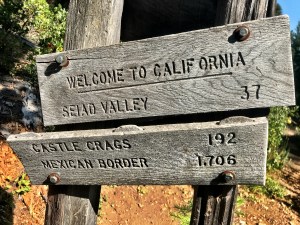 WELCOME TO CALIFORNIA
SEIAD VALLEY 37
CASTLE CRAGS 192
MEXICAN BORDER 1,706